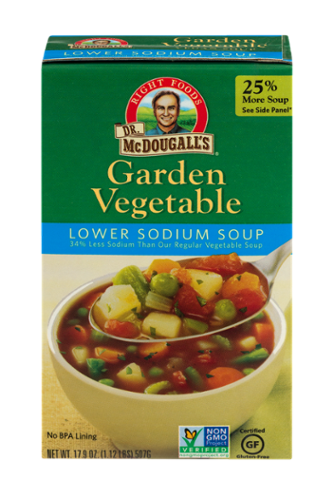 GARDEN VEGETABLE
LOWER SODIUM SOUP
RIGHT FOODS
25%
More Soup
See Side Panel*
DR.
McDOUGALL'S®
Garden
Vegetable
LOWER SODIUM SOUP
34% Less Sodium Than Our Regular Vegetable Soup
No BPA Lining
NON
GMO
Project
VERIFIED
nongmoproject.org
Certified
GF
Gluten-Free
NET WT. 17.9 OZ. (1.12 LBS) 507G